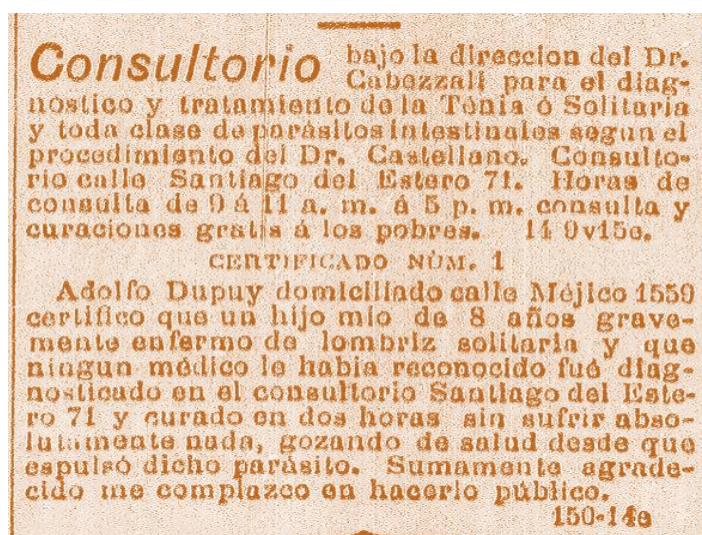 Consultorio bajo la direccion del Dr.
Cabezzali para el diag-
nostico y tratamiento de la Ténia ó Solitaria
y toda clase de parásitos intestinales segun el
procedimiento del Dr. Castellano. Consulto-
rio calle Santiago del Estero 71. Horas de
consulta de 9 á 11 a. m. á 5 p. m. consulta y
curaciones gratis á los pobres.
CERTIFICADO NÚM. 1
Adolfo Dupuy domiciliado calle Méjico 1559
certifico que un hijo mio de 8 años grave-
mente enfermo de lombriz solitaria y que
ningun médico le habia reconocido fué diag-
nosticado en el consultorio Santiago del Este-
ro 71 y curado en dos horas sin sufrir abso-
lutamente nada, gozando de salud desde que
espulsó dicho parásito. Sumamente agrade-
cido me complazco en hacerlo público.
150-14e